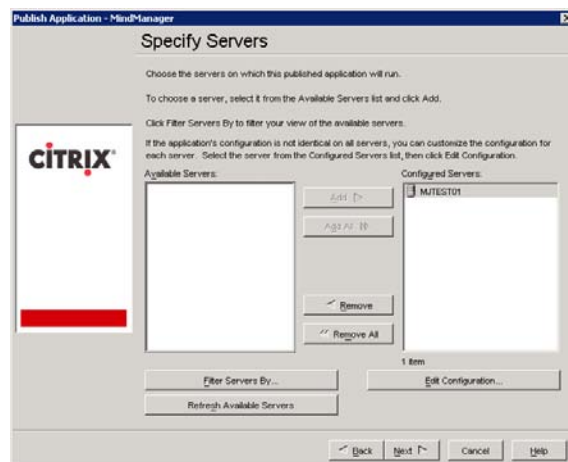 Publish Application - MindManager
Specify Servers
Choose the servers on which this published application will run.
To choose a server, select it from the Available Servers list and click Add.
Click Filter Servers By to filter your view of the available servers.
If the application's configuration is not identical on all servers, you can customize the configuration for
each server. Select the server from the Configured Servers list, then click Edit Configuration.
CITRIX
Available Servers:
Configured Servers:
MJTEST01
Add
Add All
Remove
Remove All
1 item
Filter Servers By...
Edit Configuration...
Refresh Available Servers
Back
Next
Cancel
Help